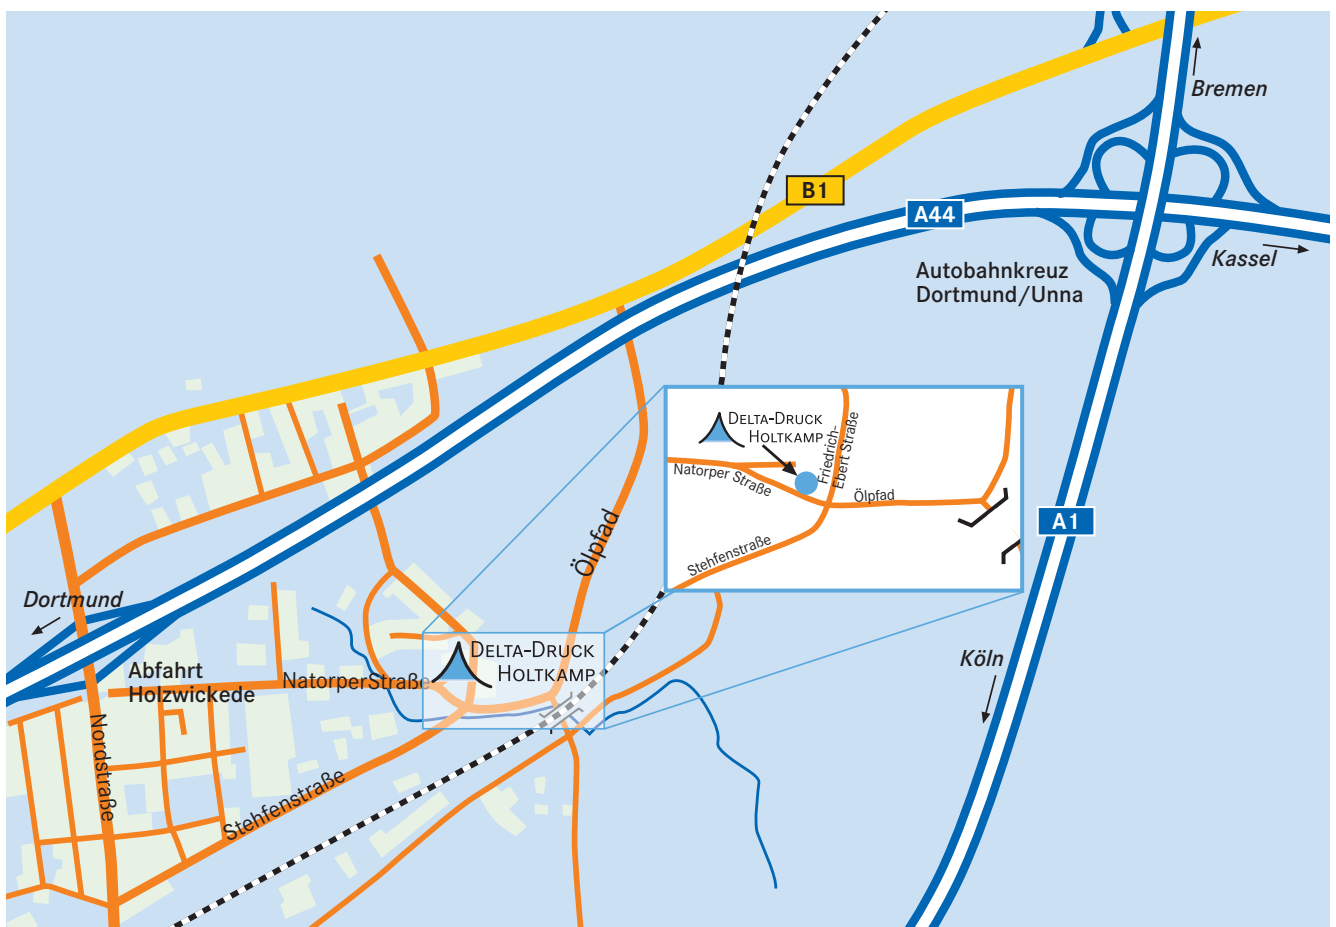 Bremen
B1
A44
Kassel
Autobahnkreuz
Dortmund/Unna
DELTA-DRUCK
HOLTKAMP
Friedrich-
Ebert Straße
Natorper Straße
Ölpfad
Stehfenstraße
A1
Ölpfad
Dortmund
Abfahrt
Holzwickede
NatorperStraße
DELTA-DRUCK
HOLTKAMP
Köln
Nordstraße
Stehfenstraße